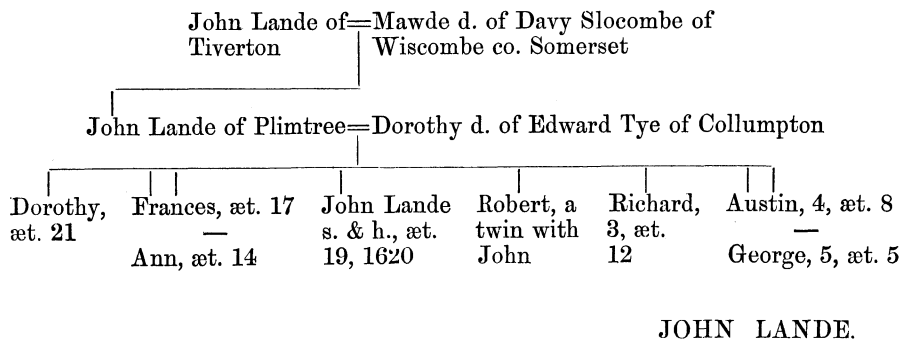 John Lande of=Mawde d. of Davy Slocombe of
Tiverton Wiscombe co. Somerset
John Lande of Plimtree=Dorothy d. of Edward Tye of Collumpton
Dorothy, Frances, æt. 17 John Lande Robert, a Richard, Austin, 4, æt. 8
æt. 21 — s. & h., æt. twin with 3, æt. —
Ann, æt. 14 19, 1620 John 12 George, 5, æt. 5
JOHN LANDE.